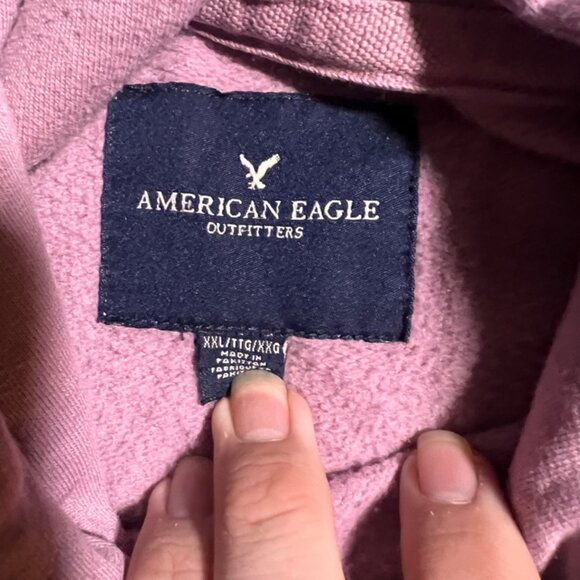 AMERICAN EAGLE
OUTFITTERS
XXL/TTG/XXG
MADE IN
PAKISTAN